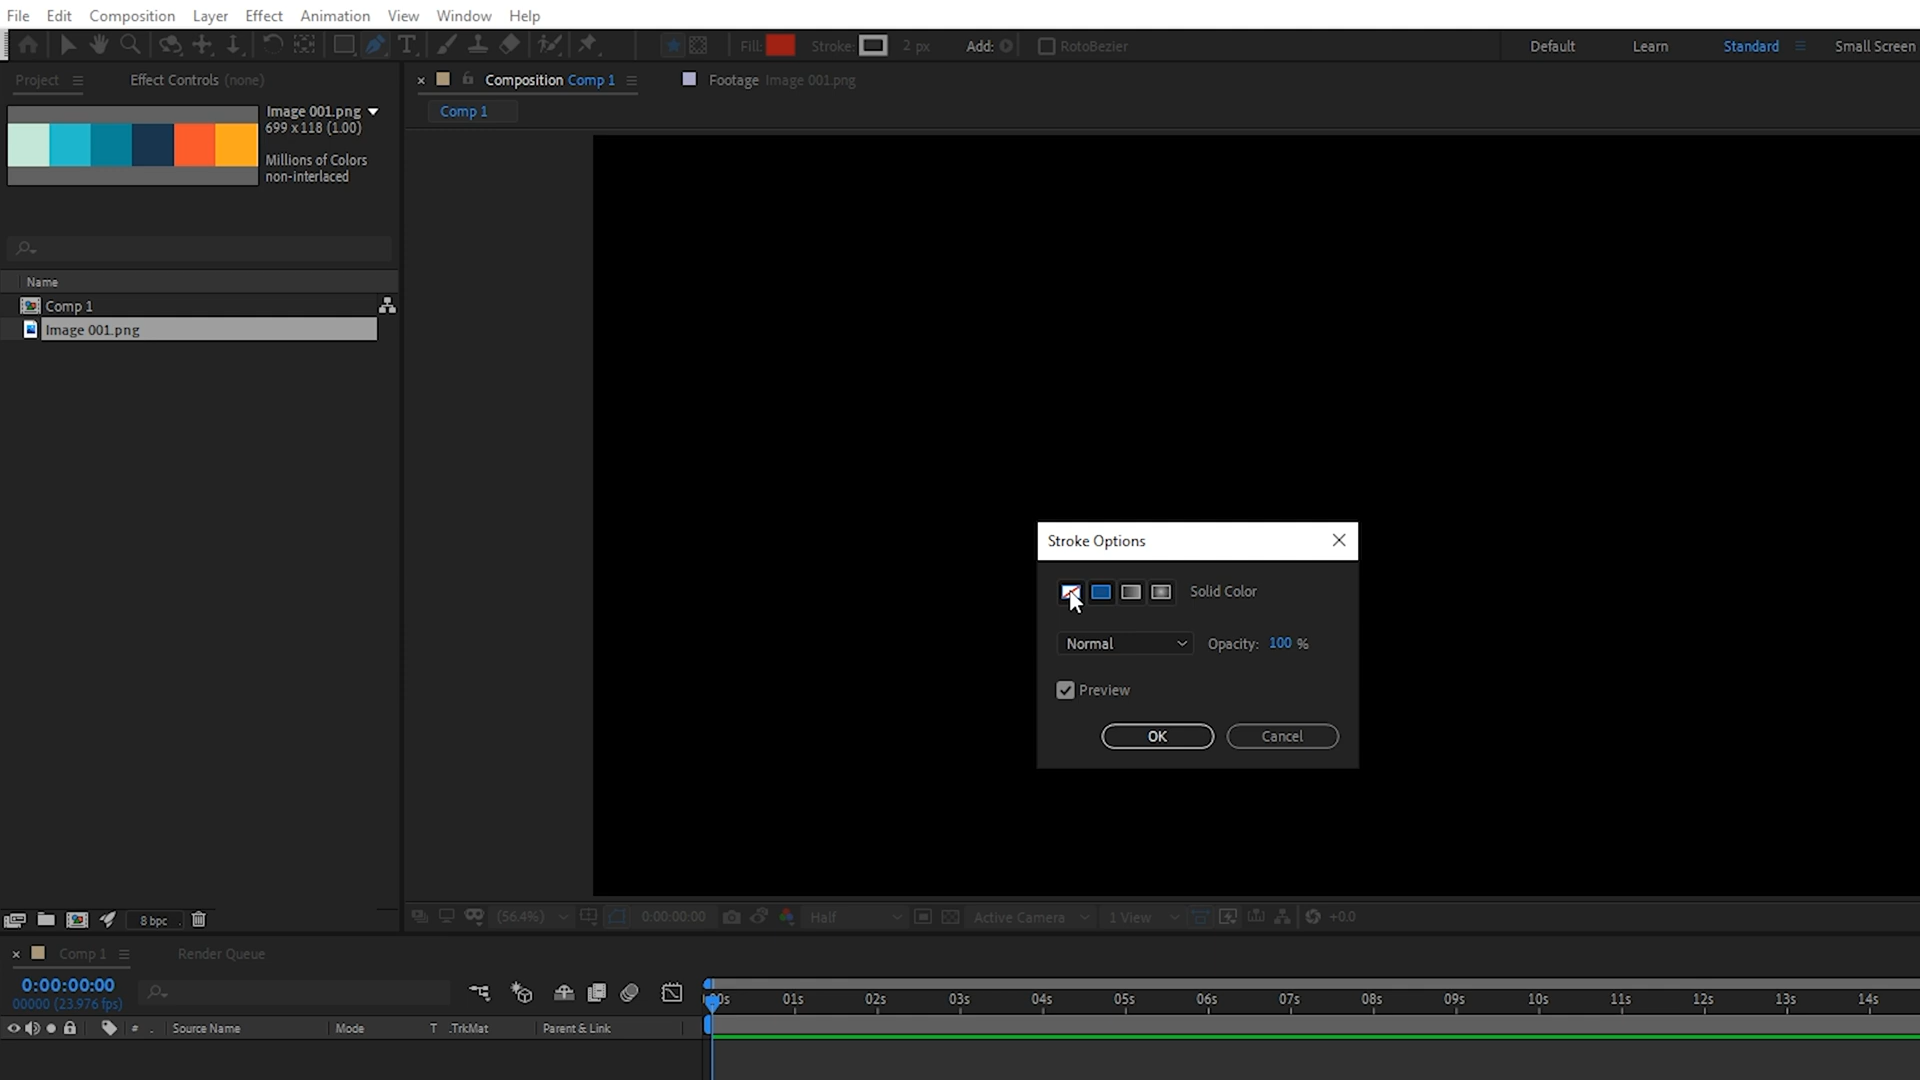 File Edit Composition Layer Effect Animation View Window Help
Fill: Stroke: 2 px Add: RotoBezier Default Learn Standard Small Screen
Project Effect Controls (none) Composition Comp 1 Footage Image 001.png
Comp 1
Image 001.png
699 x 118 (1.00)
Millions of Colors
non-interlaced
Name
Comp 1
Image 001.png
Stroke Options
Solid Color
Normal Opacity: 100 %
Preview
OK Cancel
8 bpc (56.4%) 0:00:00:00 Half Active Camera 1 View +0.0
Comp 1 Render Queue
0:00:00:00
00000 (23.976 fps)
00s 01s 02s 03s 04s 05s 06s 07s 08s 09s 10s 11s 12s 13s 14s
# . Source Name Mode T .TrkMat Parent & Link